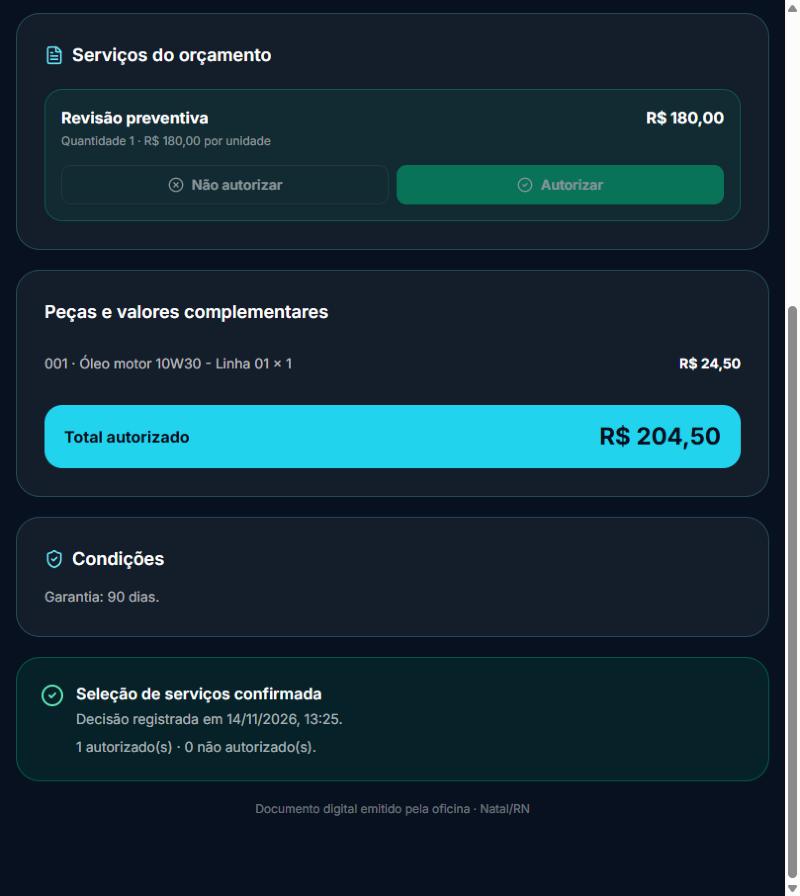 Serviços do orçamento
Revisão preventiva
R$ 180,00
Quantidade 1 · R$ 180,00 por unidade
Não autorizar
Autorizar
Peças e valores complementares
001 · Óleo motor 10W30 - Linha 01 × 1
R$ 24,50
Total autorizado
R$ 204,50
Condições
Garantia: 90 dias.
Seleção de serviços confirmada
Decisão registrada em 14/11/2026, 13:25.
1 autorizado(s) · 0 não autorizado(s).
Documento digital emitido pela oficina · Natal/RN